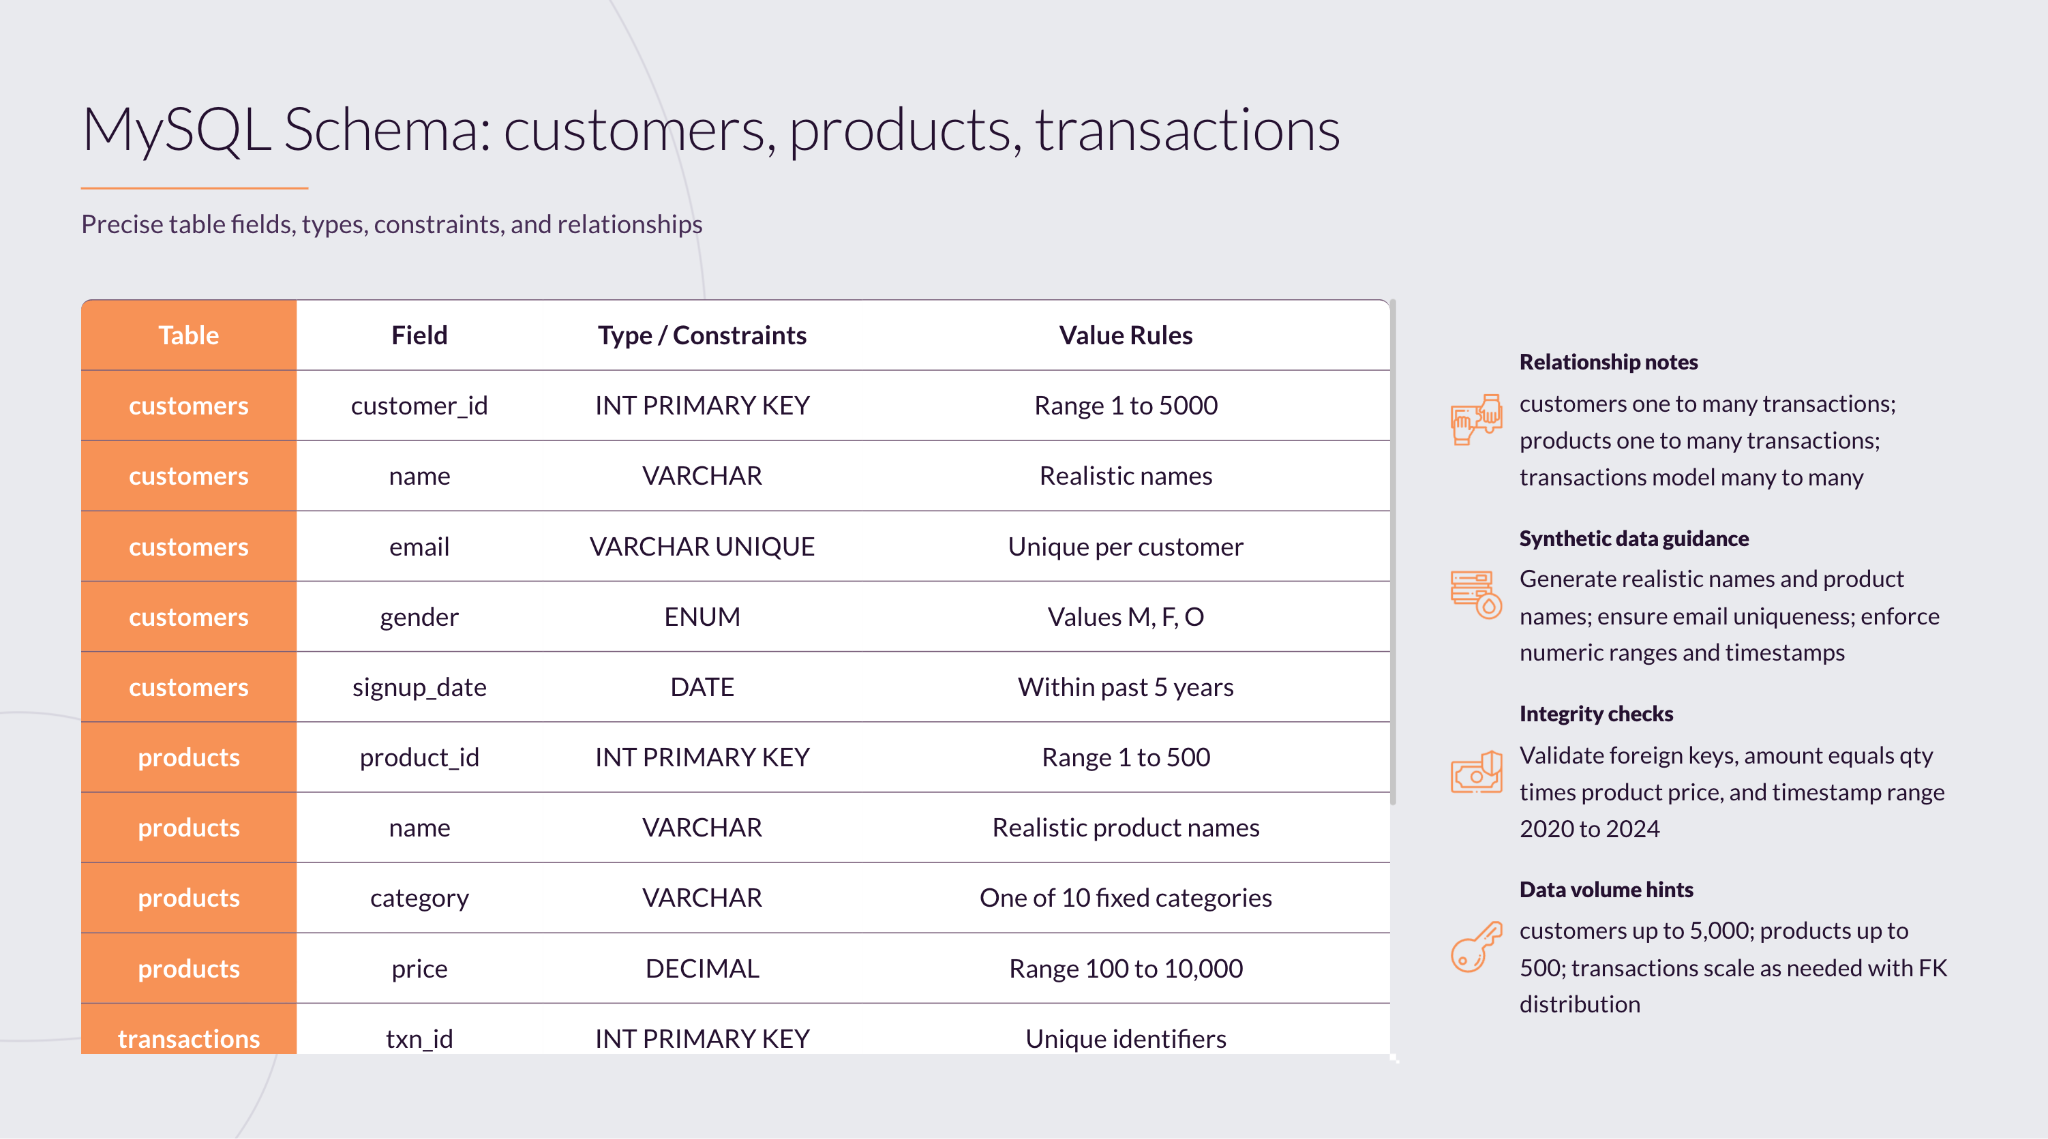 MySQL Schema: customers, products, transactions
Precise table fields, types, constraints, and relationships
Table Field Type / Constraints Value Rules
customers customer_id INT PRIMARY KEY Range 1 to 5000
customers name VARCHAR Realistic names
customers email VARCHAR UNIQUE Unique per customer
customers gender ENUM Values M, F, O
customers signup_date DATE Within past 5 years
products product_id INT PRIMARY KEY Range 1 to 500
products name VARCHAR Realistic product names
products category VARCHAR One of 10 fixed categories
products price DECIMAL Range 100 to 10,000
transactions txn_id INT PRIMARY KEY Unique identifiers
Relationship notes
customers one to many transactions;
products one to many transactions;
transactions model many to many
Synthetic data guidance
Generate realistic names and product
names; ensure email uniqueness; enforce
numeric ranges and timestamps
Integrity checks
Validate foreign keys, amount equals qty
times product price, and timestamp range
2020 to 2024
Data volume hints
customers up to 5,000; products up to
500; transactions scale as needed with FK
distribution